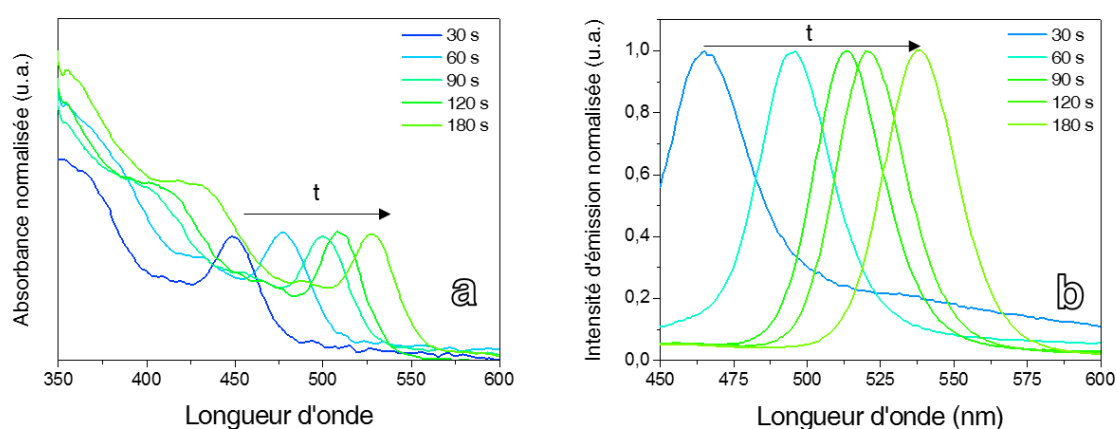 Absorbance normalisée (u.a.)
30 s
60 s
90 s
120 s
180 s
t
a
350 400 450 500 550 600
Longueur d'onde
Intensité d'émission normalisée (u.a.)
1,0
0,8
0,6
0,4
0,2
0,0
t
30 s
60 s
90 s
120 s
180 s
b
450 475 500 525 550 575 600
Longueur d'onde (nm)